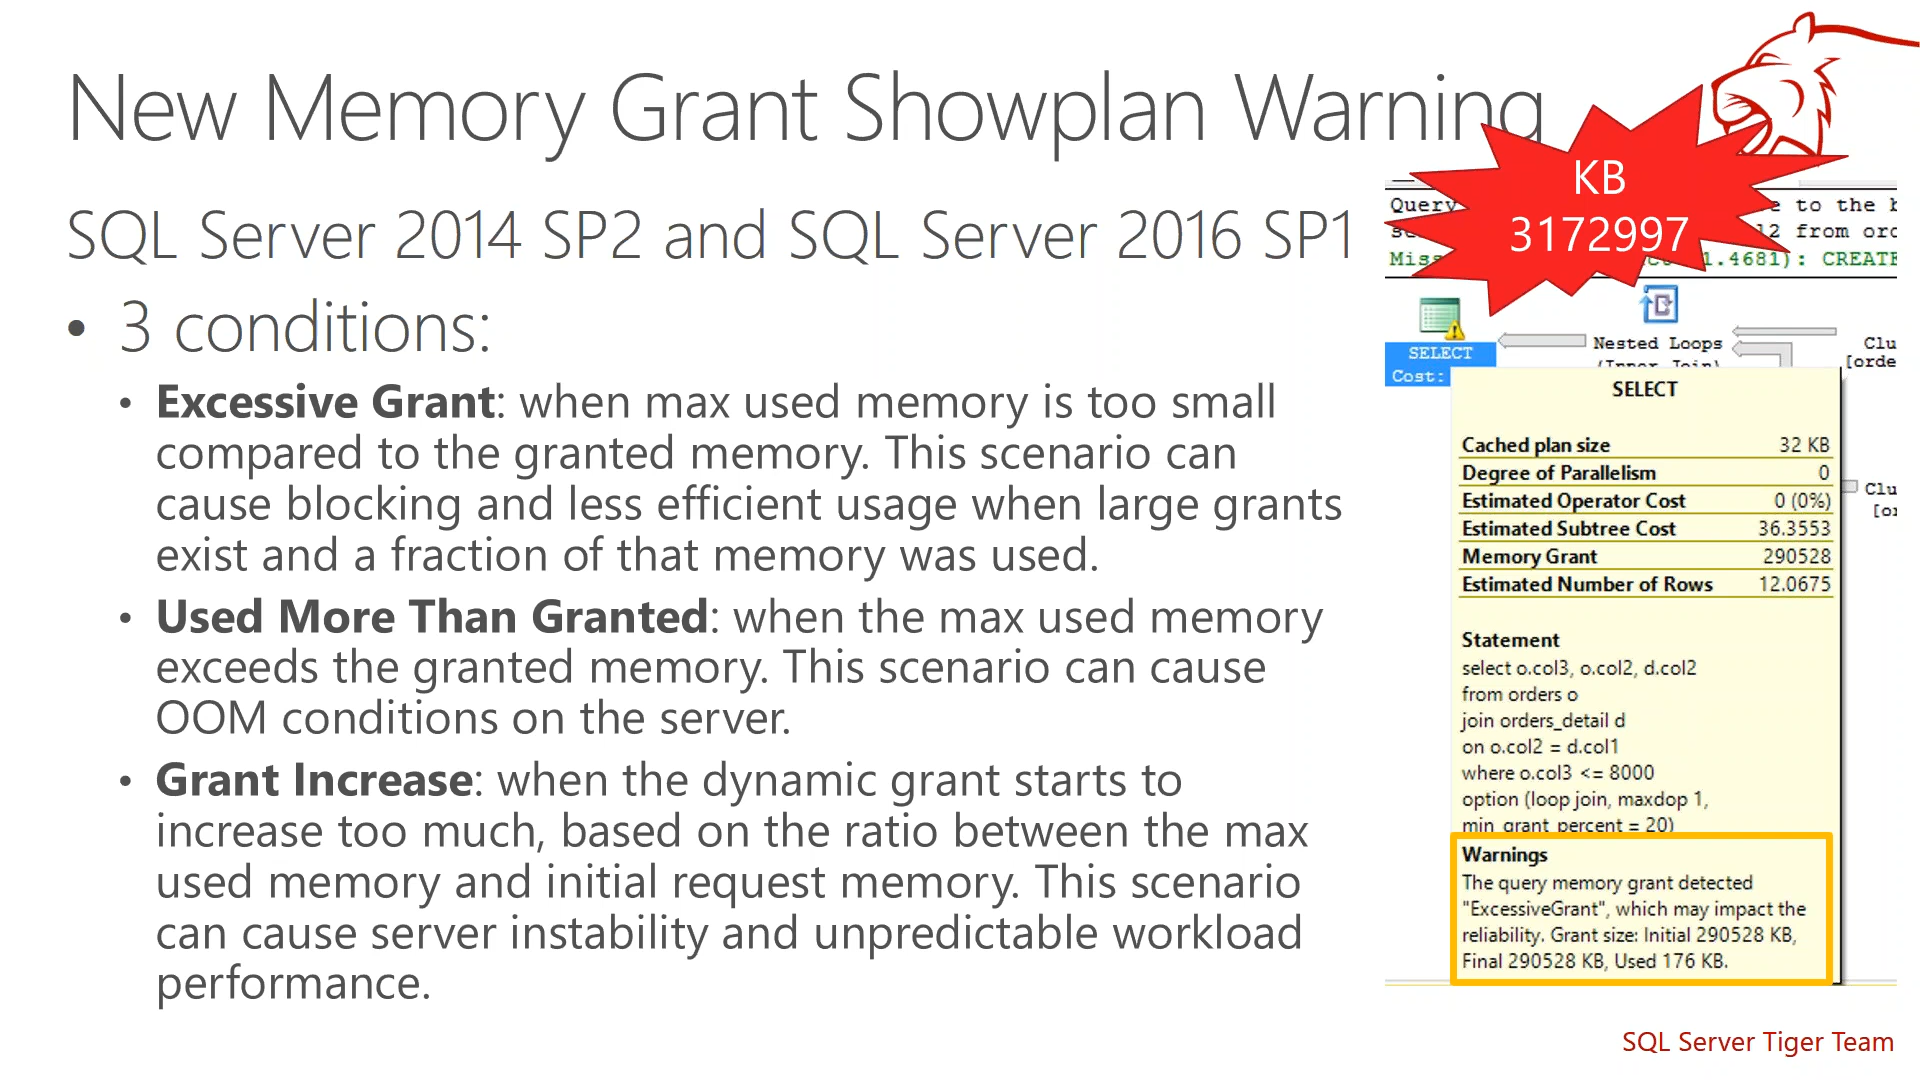 New Memory Grant Showplan Warning
SQL Server 2014 SP2 and SQL Server 2016 SP1
• 3 conditions:
• Excessive Grant: when max used memory is too small
compared to the granted memory. This scenario can
cause blocking and less efficient usage when large grants
exist and a fraction of that memory was used.
• Used More Than Granted: when the max used memory
exceeds the granted memory. This scenario can cause
OOM conditions on the server.
• Grant Increase: when the dynamic grant starts to
increase too much, based on the ratio between the max
used memory and initial request memory. This scenario
can cause server instability and unpredictable workload
performance.
KB
3172997
Query to the
from
1.4681): CREATE
SELECT
Cost:
Nested Loops
(Inner Join)
SELECT
Cached plan size 32 KB
Degree of Parallelism 0
Estimated Operator Cost 0 (0%)
Estimated Subtree Cost 36.3553
Memory Grant 290528
Estimated Number of Rows 12.0675
Statement
select o.col3, o.col2, d.col2
from orders o
join orders_detail d
on o.col2 = d.col1
where o.col3 <= 8000
option (loop join, maxdop 1,
min_grant_percent = 20)
Warnings
The query memory grant detected
"ExcessiveGrant", which may impact the
reliability. Grant size: Initial 290528 KB,
Final 290528 KB, Used 176 KB.
SQL Server Tiger Team